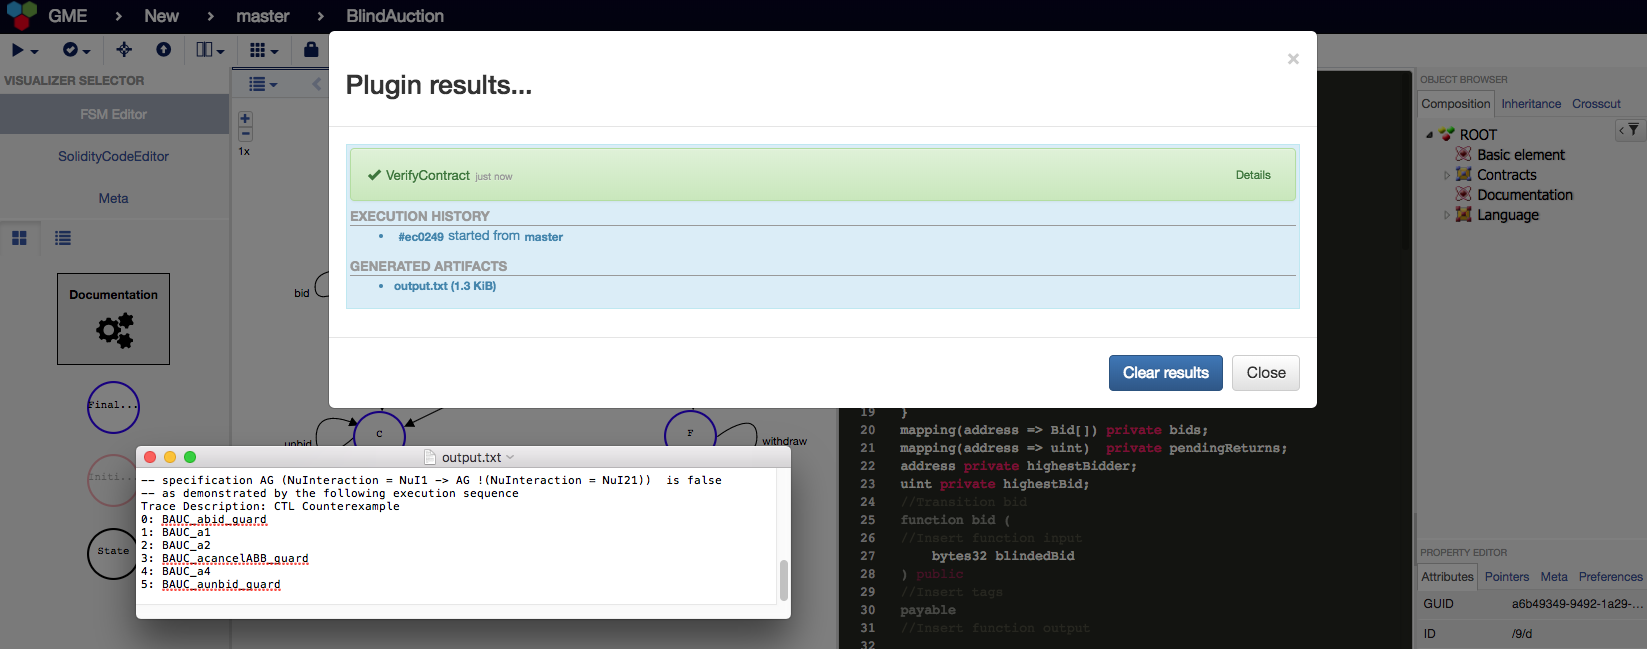 GME > New > master > BlindAuction
VISUALIZER SELECTOR
FSM Editor
SolidityCodeEditor
Meta
Documentation
Final...
Initi...
State
1x
bid
unbid
C
F
withdraw
Plugin results...
×
VerifyContract just now
Details
EXECUTION HISTORY
• #ec0249 started from master
GENERATED ARTIFACTS
• output.txt (1.3 KiB)
Clear results
Close
output.txt
-- specification AG (NuInteraction = NuI1 -> AG !(NuInteraction = NuI21))  is false
-- as demonstrated by the following execution sequence
Trace Description: CTL Counterexample
0: BAUC_abid_guard
1: BAUC_a1
2: BAUC_a2
3: BAUC_acancelABB_guard
4: BAUC_a4
5: BAUC_aunbid_guard
19 }
20 mapping(address => Bid[]) private bids;
21 mapping(address => uint)  private pendingReturns;
22 address private highestBidder;
23 uint private highestBid;
24 //Transition bid
25 function bid (
26 //Insert function input
27     bytes32 blindedBid
28 ) public
29 //Insert tags
30 payable
31 //Insert function output
32
OBJECT BROWSER
Composition Inheritance Crosscut
ROOT
Basic element
Contracts
Documentation
Language
PROPERTY EDITOR
Attributes Pointers Meta Preferences
GUID a6b49349-9492-1a29-...
ID /9/d